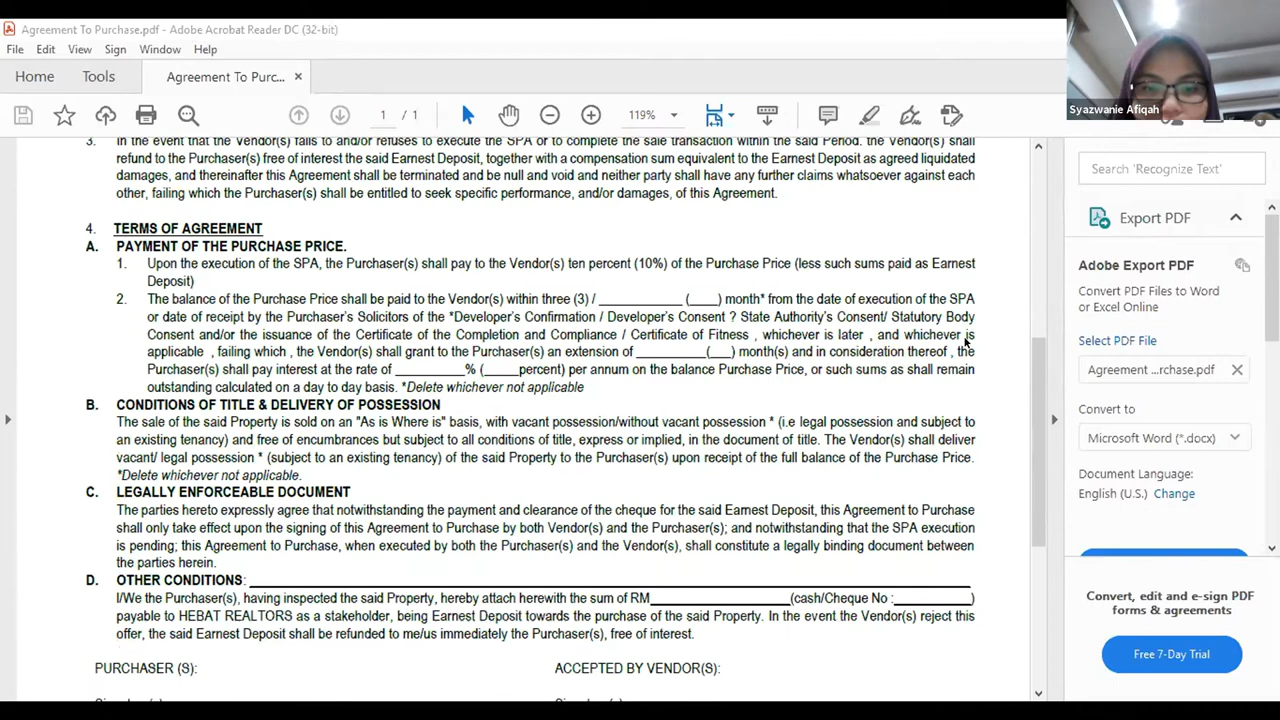 Agreement To Purchase.pdf - Adobe Acrobat Reader DC (32-bit)
File Edit View Sign Window Help
Home Tools Agreement To Purc... ×
1 / 1 119%
Syazwanie Afiqah
3. In the event that the Vendor(s) fails to and/or refuses to execute the SPA or to complete the sale transaction within the said Period. the Vendor(s) shall
refund to the Purchaser(s) free of interest the said Earnest Deposit, together with a compensation sum equivalent to the Earnest Deposit as agreed liquidated
damages, and thereinafter this Agreement shall be terminated and be null and void and neither party shall have any further claims whatsoever against each
other, failing which the Purchaser(s) shall be entitled to seek specific performance, and/or damages, of this Agreement.
4. TERMS OF AGREEMENT
A. PAYMENT OF THE PURCHASE PRICE.
1. Upon the execution of the SPA, the Purchaser(s) shall pay to the Vendor(s) ten percent (10%) of the Purchase Price (less such sums paid as Earnest
Deposit)
2. The balance of the Purchase Price shall be paid to the Vendor(s) within three (3) / ____________ (____) month* from the date of execution of the SPA
or date of receipt by the Purchaser's Solicitor of the *Developer's Confirmation / Developer's Consent ? State Authority's Consent/ Statutory Body
Consent and/or the issuance of the Certificate of the Completion and Compliance / Certificate of Fitness , whichever is later , and whichever is
applicable , failing which , the Vendor(s) shall grant to the Purchaser(s) an extension of __________(___) month(s) and in consideration thereof , the
Purchaser(s) shall pay interest at the rate of __________% (_____percent) per annum on the balance Purchase Price, or such sums as shall remain
outstanding calculated on a day to day basis. *Delete whichever not applicable
B. CONDITIONS OF TITLE & DELIVERY OF POSSESSION
The sale of the said Property is sold on an "As is Where is" basis, with vacant possession/without vacant possession * (i.e legal possession and subject to
an existing tenancy) and free of encumbrances but subject to all conditions of title, express or implied, in the document of title. The Vendor(s) shall deliver
vacant/ legal possession * (subject to an existing tenancy) of the said Property to the Purchaser(s) upon receipt of the full balance of the Purchase Price.
*Delete whichever not applicable.
C. LEGALLY ENFORCEABLE DOCUMENT
The parties hereto expressly agree that notwithstanding the payment and clearance of the cheque for the said Earnest Deposit, this Agreement to Purchase
shall only take effect upon the signing of this Agreement to Purchase by both Vendor(s) and the Purchaser(s); and notwithstanding that the SPA execution
is pending; this Agreement to Purchase, when executed by both the Purchaser(s) and the Vendor(s), shall constitute a legally binding document between
the parties herein.
D. OTHER CONDITIONS: ____________
I/We the Purchaser(s), having inspected the said Property, hereby attach herewith the sum of RM____________(cash/Cheque No :__________)
payable to HEBAT REALTORS as a stakeholder, being Earnest Deposit towards the purchase of the said Property. In the event the Vendor(s) reject this
offer, the said Earnest Deposit shall be refunded to me/us immediately the Purchaser(s), free of interest.
PURCHASER (S): ACCEPTED BY VENDOR(S):
Search 'Recognize Text'
Export PDF
Adobe Export PDF
Convert PDF Files to Word
or Excel Online
Select PDF File
Agreement ...rchase.pdf ×
Convert to
Microsoft Word (*.docx)
Document Language:
English (U.S.) Change
Convert, edit and e-sign PDF
forms & agreements
Free 7-Day Trial